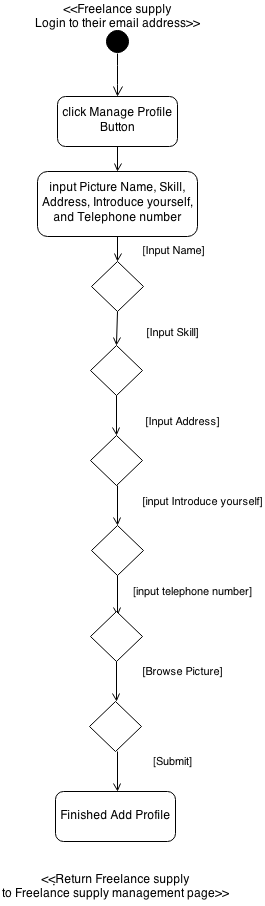 <<Freelance supply
Login to their email address>>
click Manage Profile
Button
input Picture Name, Skill,
Address, Introduce yourself,
and Telephone number
[Input Name]
[Input Skill]
[Input Address]
[input Introduce yourself]
[input telephone number]
[Browse Picture]
[Submit]
Finished Add Profile
<<Return Freelance supply
to Freelance supply management page>>